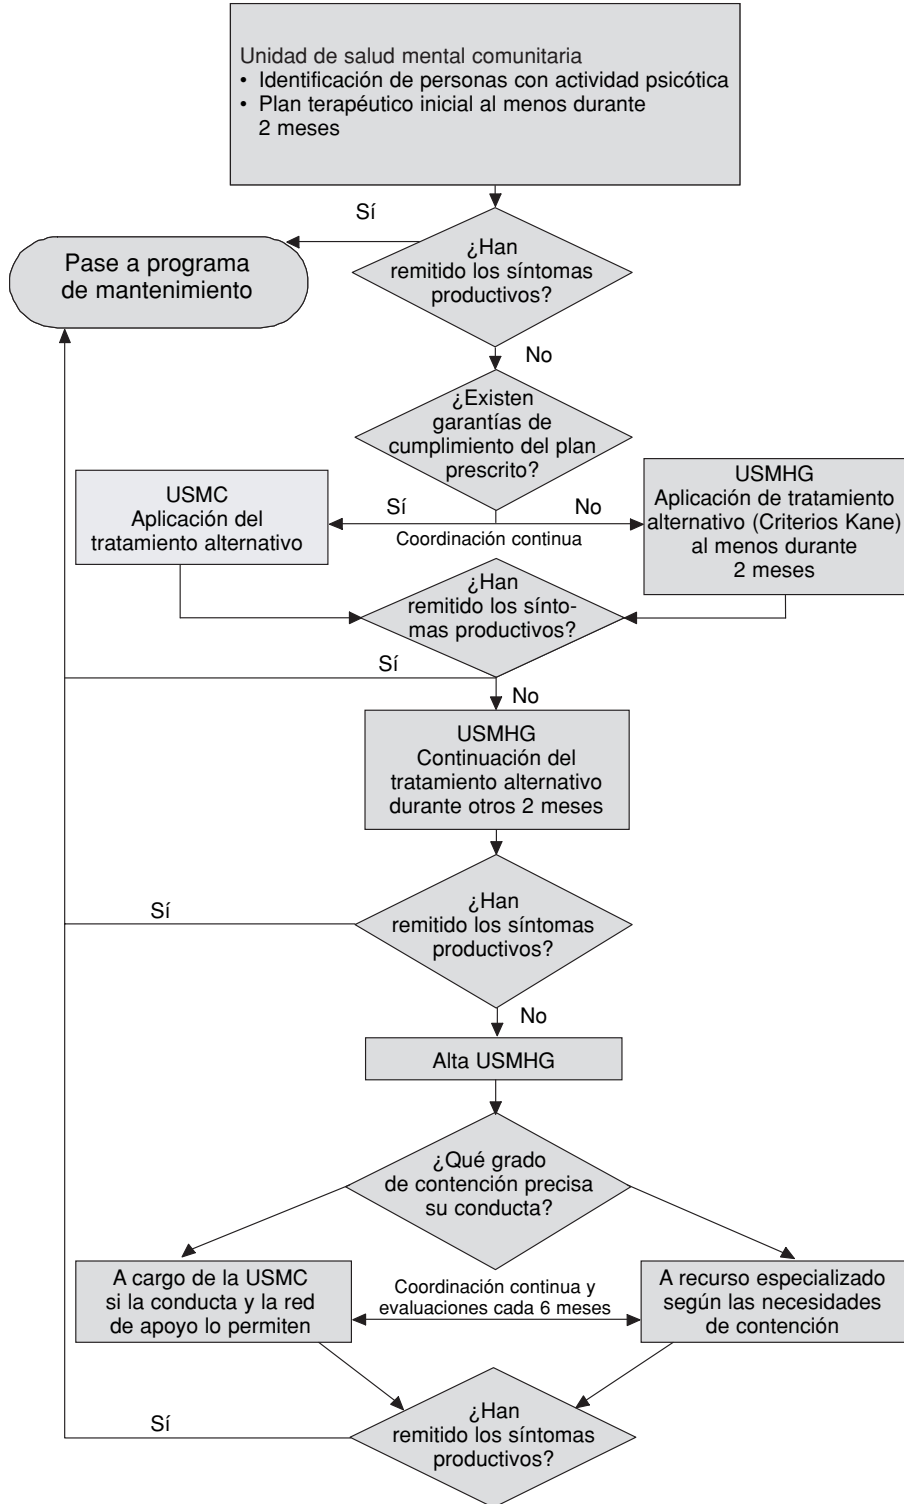 Unidad de salud mental comunitaria
• Identificación de personas con actividad psicótica
• Plan terapéutico inicial al menos durante
2 meses
Sí
¿Han
remitido los síntomas
productivos?
Pase a programa
de mantenimiento
No
¿Existen
garantías de
cumplimiento del plan
prescrito?
USMC
Aplicación del
tratamiento alternativo
Sí
No
Coordinación continua
USMHG
Aplicación de tratamiento
alternativo (Criterios Kane)
al menos durante
2 meses
¿Han
remitido los sínto-
mas productivos?
Sí
No
USMHG
Continuación del
tratamiento alternativo
durante otros 2 meses
¿Han
remitido los síntomas
productivos?
Sí
No
Alta USMHG
¿Qué grado
de contención precisa
su conducta?
A cargo de la USMC
si la conducta y la red
de apoyo lo permiten
Coordinación continua y
evaluaciones cada 6 meses
A recurso especializado
según las necesidades
de contención
¿Han
remitido los síntomas
productivos?
Sí